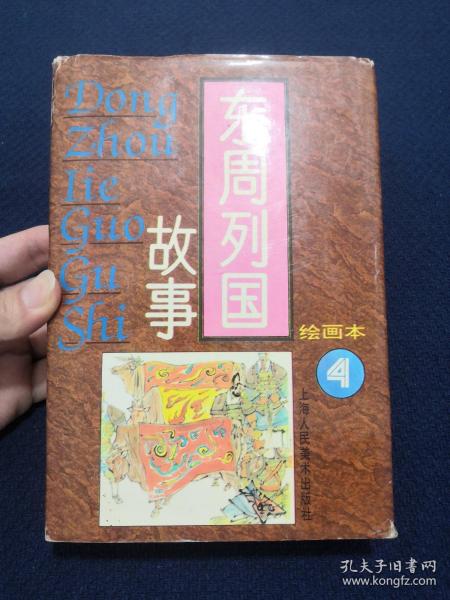 Dong
Zhou
lie
Guo
Gu
Shi
东周列国
故事
绘画本
4
上海人民美术出版社
孔夫子旧书网
www.kongfz.com